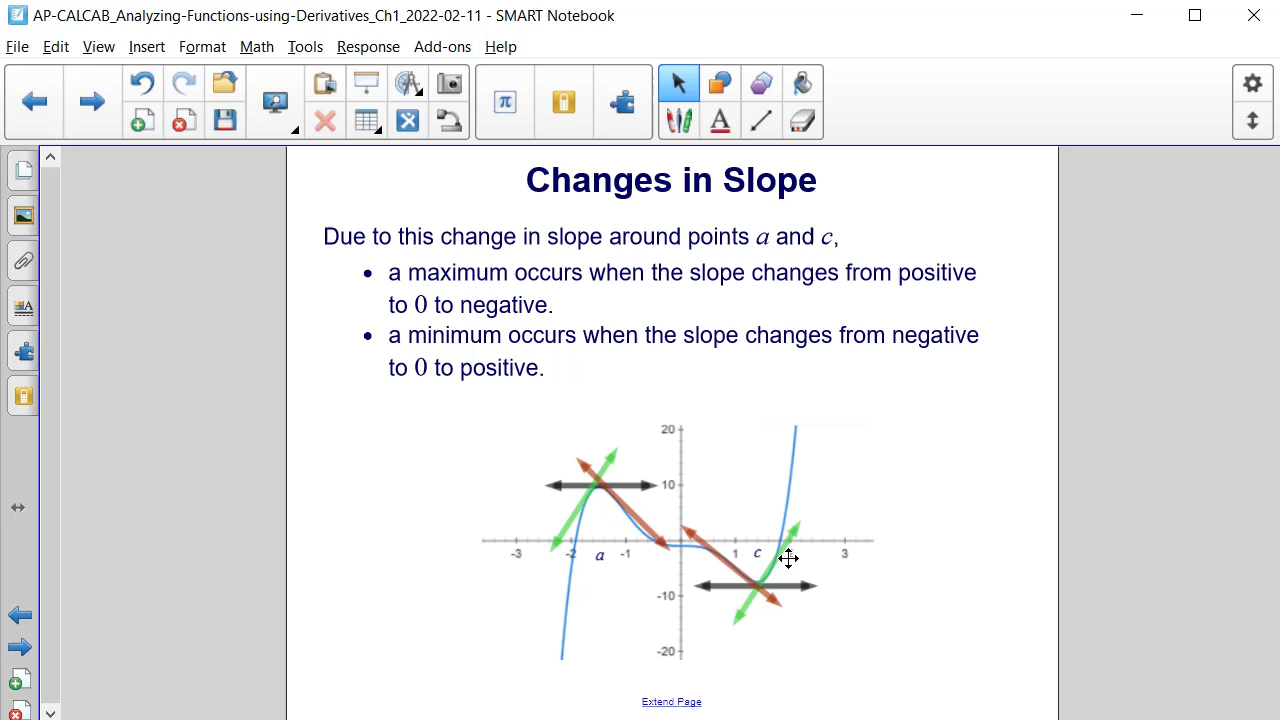 AP-CALCAB_Analyzing-Functions-using-Derivatives_Ch1_2022-02-11 - SMART Notebook
File Edit View Insert Format Math Tools Response Add-ons Help
π
A
A
Changes in Slope
Due to this change in slope around points a and c,
• a maximum occurs when the slope changes from positive
to 0 to negative.
• a minimum occurs when the slope changes from negative
to 0 to positive.
20
10
-3 -2 a -1 1 c 3
-10
-20
Extend Page